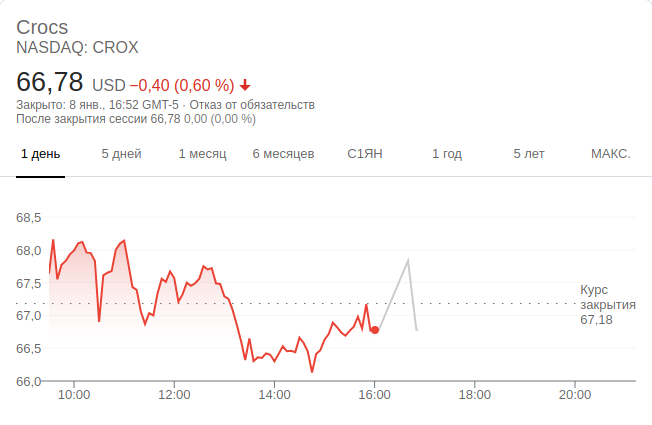 Crocs
NASDAQ: CROX
66,78 USD −0,40 (0,60 %)
Закрыто: 8 янв., 16:52 GMT-5 · Отказ от обязательств
После закрытия сессии 66,78 0,00 (0,00 %)
1 день 5 дней 1 месяц 6 месяцев С1ЯН 1 год 5 лет МАКС.
68,5
68,0
67,5
67,0
66,5
66,0
Курс
закрытия
67,18
10:00 12:00 14:00 16:00 18:00 20:00